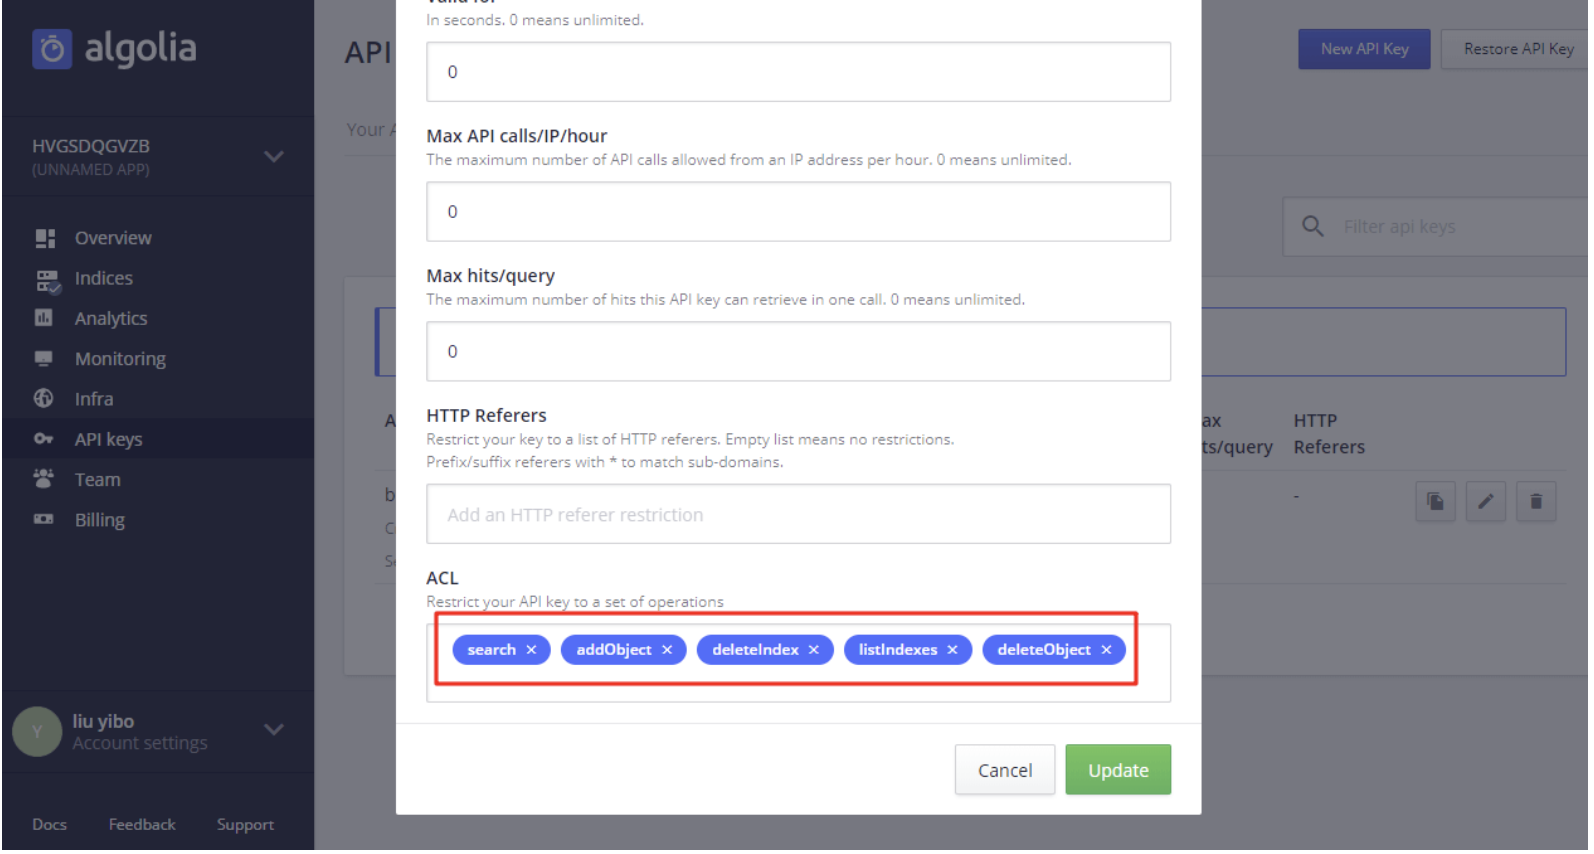 algolia
HVGSDQGVZB
(UNNAMED APP)
Overview
Indices
Analytics
Monitoring
Infra
API keys
Team
Billing
liu yibo
Y
Account settings
Docs Feedback Support
API
Your A
New API Key Restore API Key
Filter api keys
In seconds. 0 means unlimited.
0
Max API calls/IP/hour
The maximum number of API calls allowed from an IP address per hour. 0 means unlimited.
0
Max hits/query
The maximum number of hits this API key can retrieve in one call. 0 means unlimited.
0
HTTP Referers
Restrict your key to a list of HTTP referers. Empty list means no restrictions.
Prefix/suffix referers with * to match sub-domains.
Add an HTTP referer restriction
ACL
Restrict your API key to a set of operations
search × addObject × deleteIndex × listIndexes × deleteObject ×
Cancel Update
HTTP
Referers
-